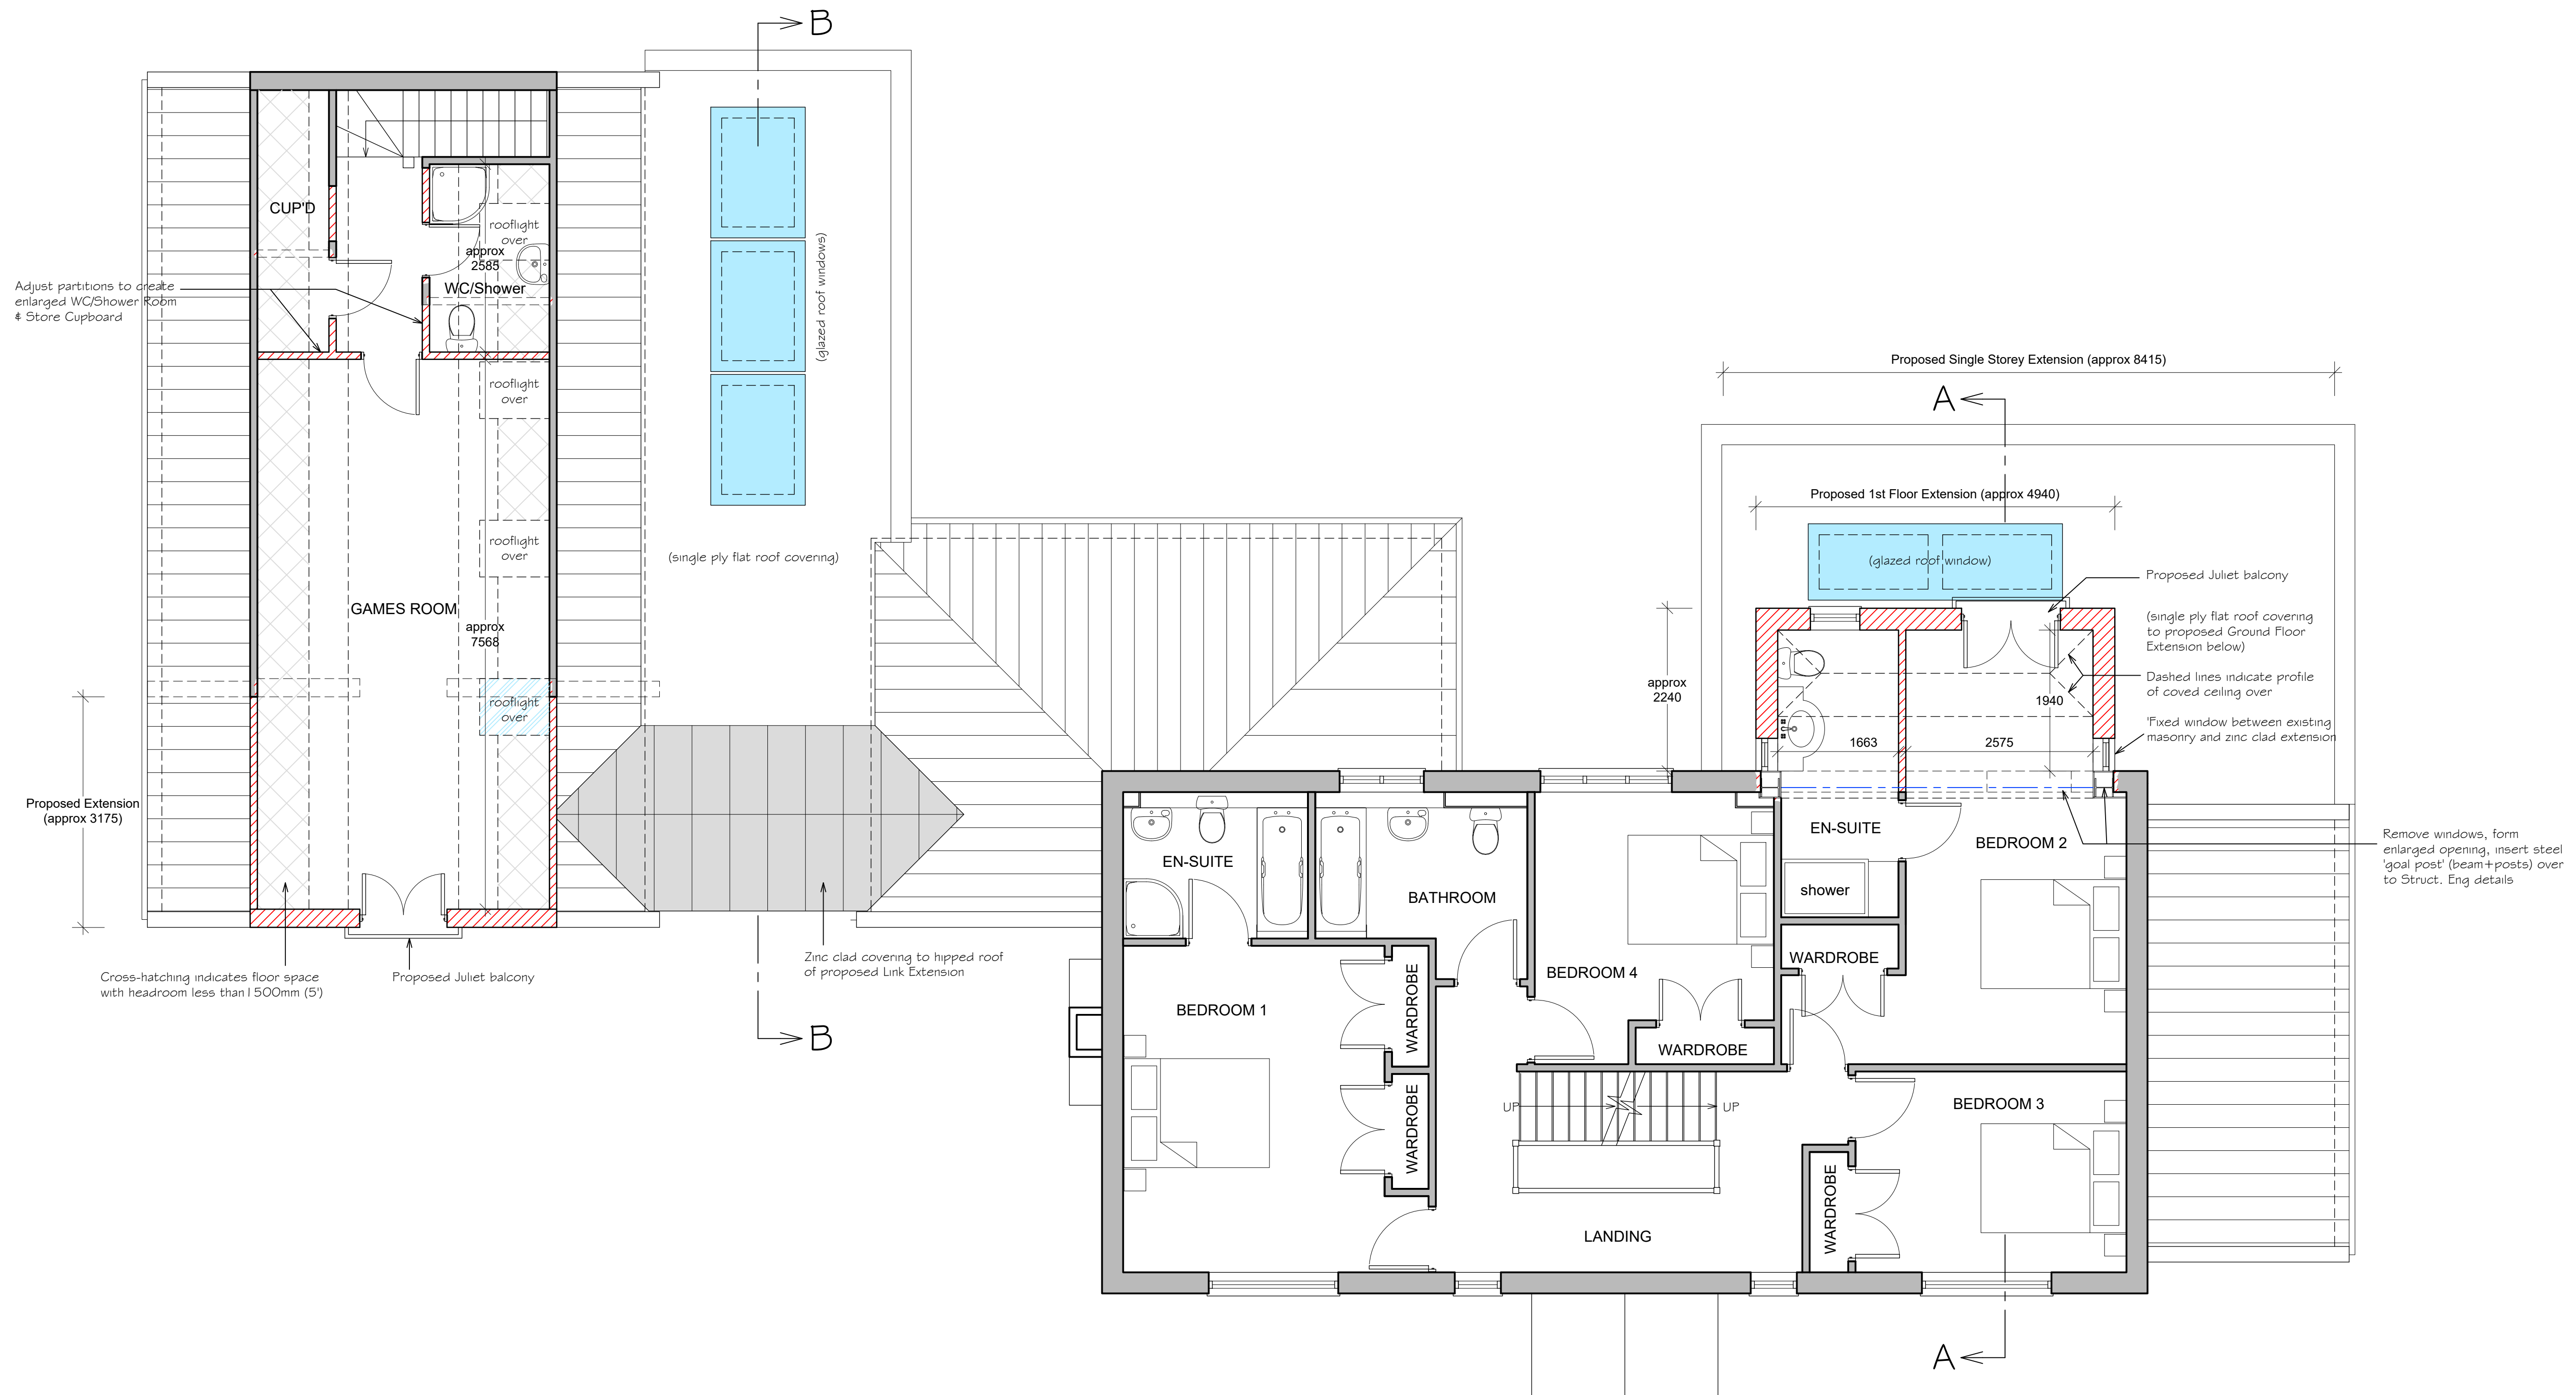 B
CUP'D
rooflight
over
approx
2585
WC/Shower
Adjust partitions to create
enlarged WC/Shower Room
& Store Cupboard
(glazed roof windows)
rooflight
over
rooflight
over
(single ply flat roof covering)
GAMES ROOM
approx
7568
rooflight
over
Proposed Extension
(approx 3175)
Cross-hatching indicates floor space
with headroom less than 1500mm (5')
Proposed Juliet balcony
Zinc clad covering to hipped roof
of proposed Link Extension
B
Proposed Single Storey Extension (approx 8415)
A
Proposed 1st Floor Extension (approx 4940)
(glazed roof window)
Proposed Juliet balcony
(single ply flat roof covering
to proposed Ground Floor
Extension below)
Dashed lines indicate profile
of coved ceiling over
'Fixed window between existing
masonry and zinc clad extension
approx
2240
1940
1663
2575
Remove windows, form
enlarged opening, insert steel
'goal post' (beam+posts) over
to Struct. Eng details
EN-SUITE
BATHROOM
BEDROOM 4
EN-SUITE
BEDROOM 2
shower
WARDROBE
WARDROBE
BEDROOM 1
WARDROBE
WARDROBE
UP
UP
BEDROOM 3
WARDROBE
LANDING
A